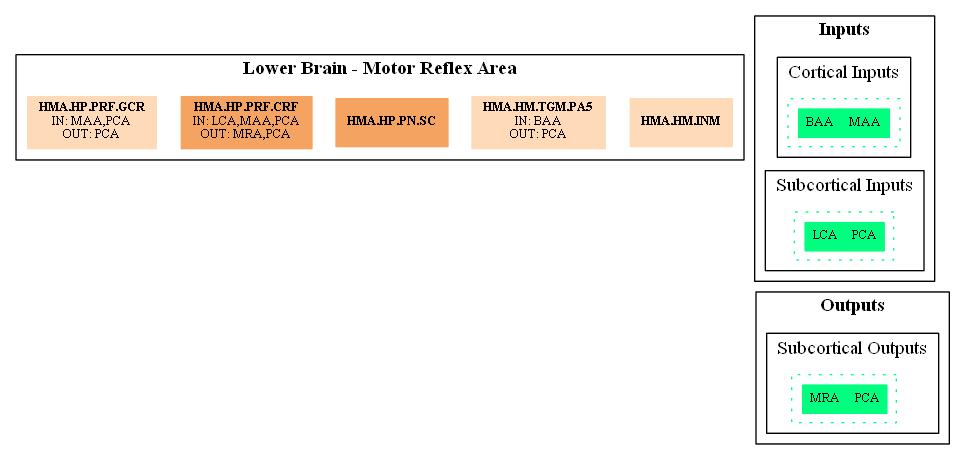 Lower Brain - Motor Reflex Area
HMA.HP.PRF.GCR
IN: MAA,PCA
OUT: PCA
HMA.HP.PRF.CRF
IN: LCA,MAA,PCA
OUT: MRA,PCA
HMA.HP.PN.SC
HMA.HM.TGM.PA5
IN: BAA
OUT: PCA
HMA.HM.INM
Inputs
Cortical Inputs
BAA MAA
Subcortical Inputs
LCA PCA
Outputs
Subcortical Outputs
MRA PCA